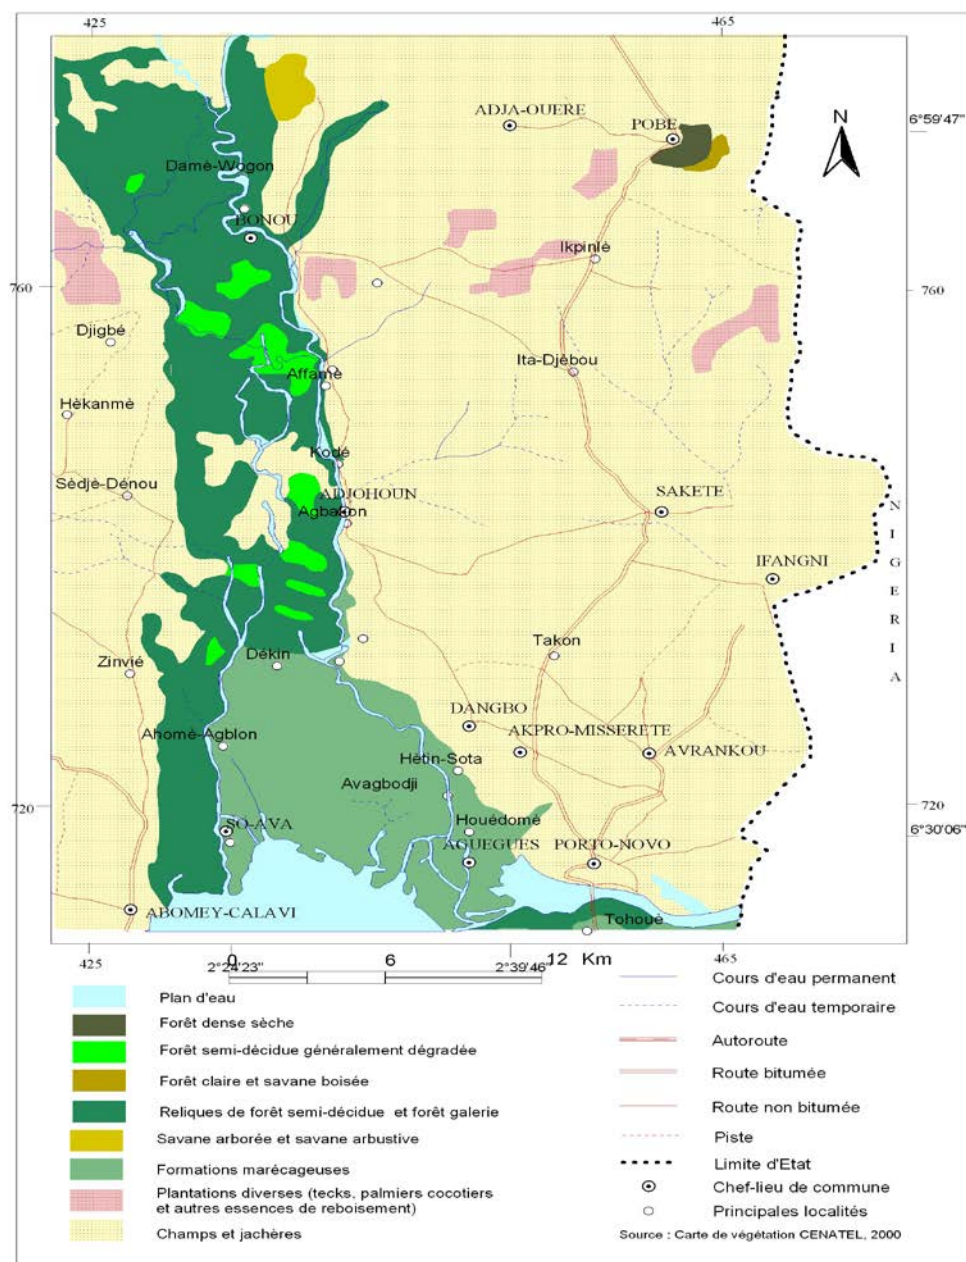 425
465
N
6°59'47"
ADJA-OUERE
POBE
Damè-Wogon
BONOU
Ikpinlè
760
760
Djigbé
Ita-Djèbou
Affamè
Hèkanmè
Kodé
Sèdjè-Dénou
ADJOHOUN
SAKETE
NIGERIA
IFANGNI
Takon
Dékin
Zinvié
DANGBO
AKPRO-MISSERETE
Ahomè-Agblon
AVRANKOU
Hètin-Sota
Avagbodji
720
720
Houédomè
6°30'06"
SO-AVA
AGUEGUES
PORTO-NOVO
ABOMEY-CALAVI
Tohouè
425
0
6
12 Km
465
2°24'23"
2°39'46"
Plan d'eau
Forêt dense sèche
Forêt semi-décidue généralement dégradée
Forêt claire et savane boisée
Reliques de forêt semi-décidue et forêt galerie
Savane arborée et savane arbustive
Formations marécageuses
Plantations diverses (tecks, palmiers cocotiers
et autres essences de reboisement)
Champs et jachères
Cours d'eau permanent
Cours d'eau temporaire
Autoroute
Route bitumée
Route non bitumée
Piste
Limite d'Etat
Chef-lieu de commune
Principales localités
Source : Carte de végétation CENATEL, 2000